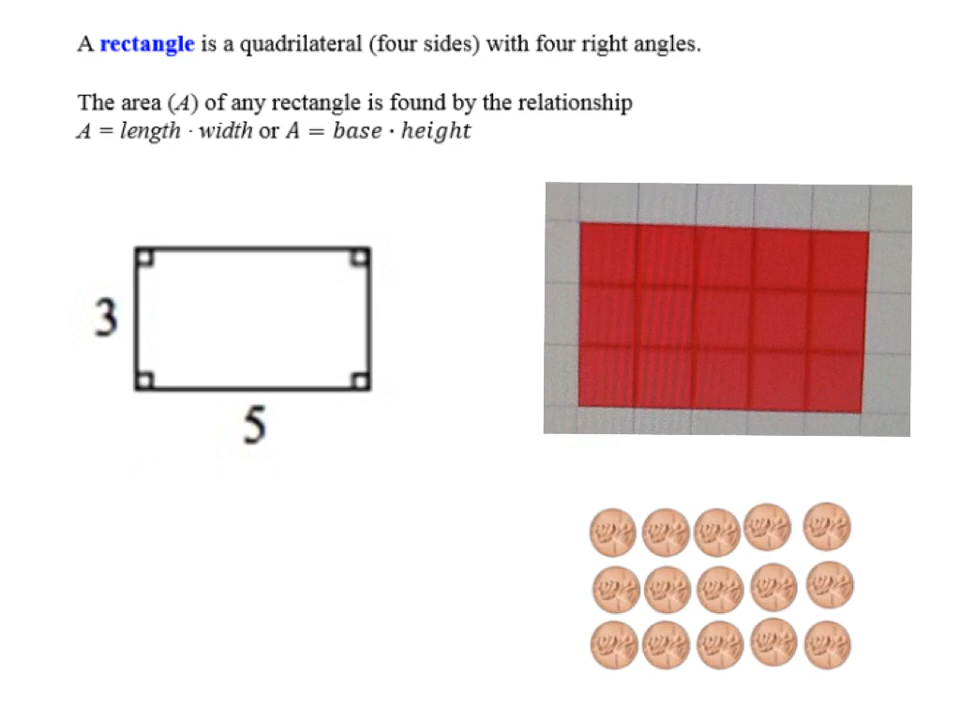 A rectangle is a quadrilateral (four sides) with four right angles.
The area (A) of any rectangle is found by the relationship
A = length · width or A = base · height
3
5